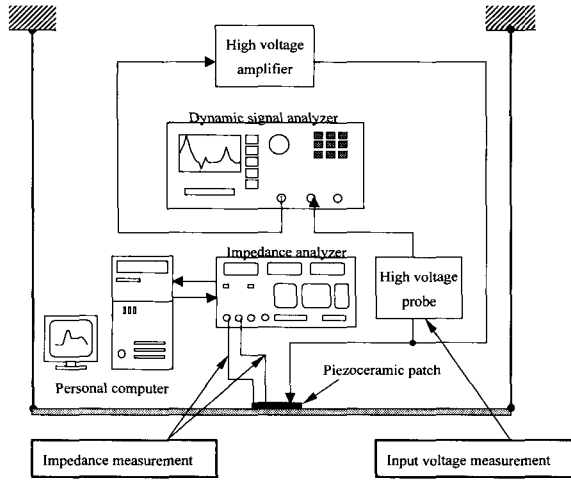 High voltage
amplifier
Dynamic signal analyzer
Impedance analyzer
High voltage
probe
Personal computer
Piezoceramic patch
Impedance measurement
Input voltage measurement